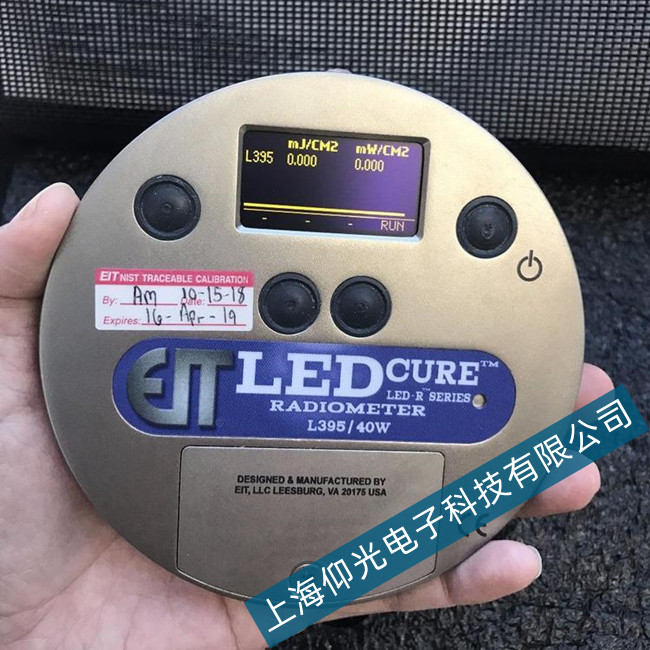 mJ/CM2 mW/CM2
L395 0.000 0.000
- - - RUN
EIT NIST TRACEABLE CALIBRATION
By: AM Date: 10-15-18
Expires: 16-Apr-19
EIT LEDCURE™
LED-R™ SERIES
RADIOMETER
L395/40W
DESIGNED & MANUFACTURED BY
EIT, LLC LEESBURG, VA 20175 USA
CE
上海仰光电子科技有限公司